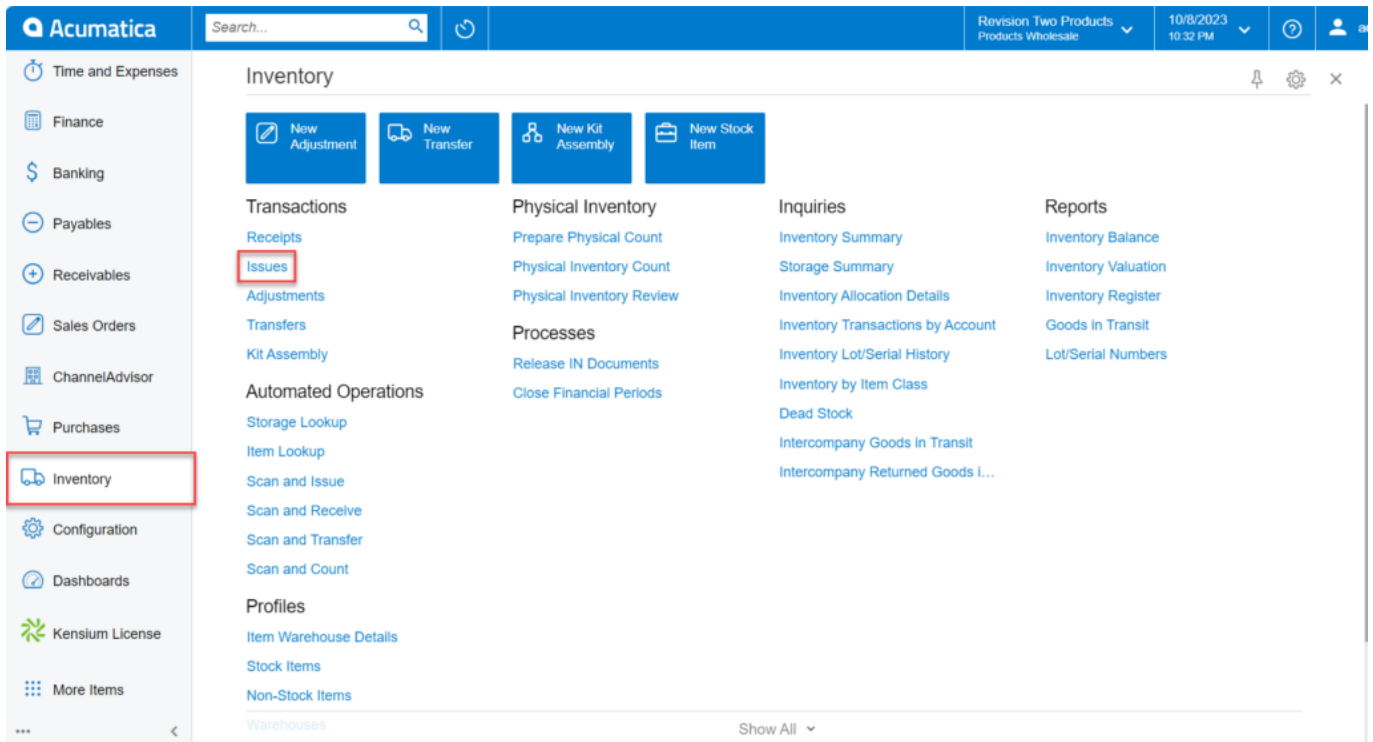 Acumatica
Search...
Revision Two Products
Products Wholesale
10/8/2023
10:32 PM
Time and Expenses
Finance
Banking
Payables
Receivables
Sales Orders
ChannelAdvisor
Purchases
Inventory
Configuration
Dashboards
Kensium License
More Items
Inventory
New
Adjustment
New
Transfer
New Kit
Assembly
New Stock
Item
Transactions
Receipts
Issues
Adjustments
Transfers
Kit Assembly
Automated Operations
Storage Lookup
Item Lookup
Scan and Issue
Scan and Receive
Scan and Transfer
Scan and Count
Profiles
Item Warehouse Details
Stock Items
Non-Stock Items
Warehouses
Physical Inventory
Prepare Physical Count
Physical Inventory Count
Physical Inventory Review
Processes
Release IN Documents
Close Financial Periods
Inquiries
Inventory Summary
Storage Summary
Inventory Allocation Details
Inventory Transactions by Account
Inventory Lot/Serial History
Inventory by Item Class
Dead Stock
Intercompany Goods in Transit
Intercompany Returned Goods i...
Reports
Inventory Balance
Inventory Valuation
Inventory Register
Goods in Transit
Lot/Serial Numbers
Show All